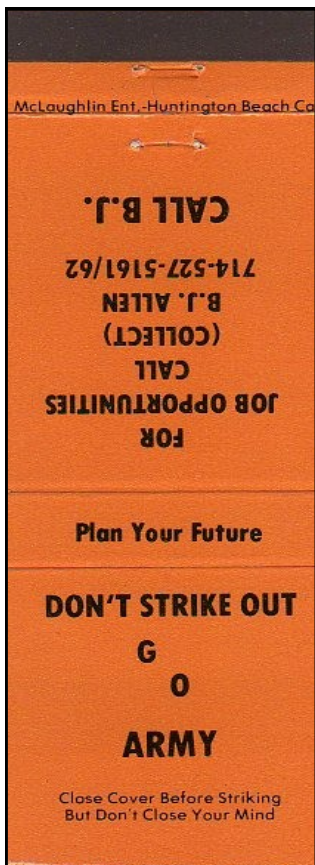 McLaughlin Ent.-Huntington Beach Ca
FOR
JOB OPPORTUNITIES
CALL
(COLLECT)
B.J. ALLEN
714-527-5161/62
CALL B.J.
Plan Your Future
DON'T STRIKE OUT
G
O
ARMY
Close Cover Before Striking
But Don't Close Your Mind